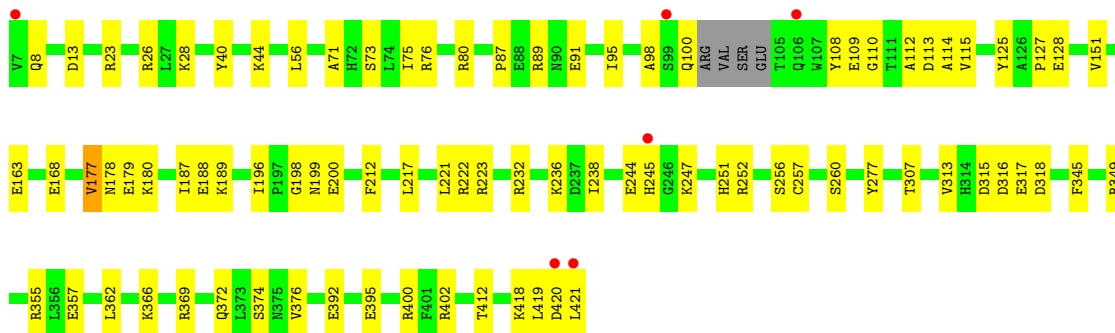 V7 Q8 D13 R23 R26 L27 K28 Y40 K44 L56 A71 H72 S73 L74 I75 R76 R80 P87 E88 R89 N90 E91 I95 A98 S99 Q100 ARG VAL SER GLU T105 Q106 W107 Y108 E109 G110 T111 A112 D113 A114 V115 Y125 A126 P127 E128 V151
E163 E168 V177 N178 E179 K180 I187 E188 K189 I196 P197 G198 N199 E200 F212 L217 L221 R222 R223 R232 K236 D237 I238 E244 H245 G246 K247 H251 R252 S256 C257 S260 Y277 T307 V313 H314 D315 D316 E317 D318 F345
R355 L356 E357 L362 K366 R369 Q372 L373 S374 N375 V376 E392 E395 R400 F401 R402 T412 K418 L419 D420 L421